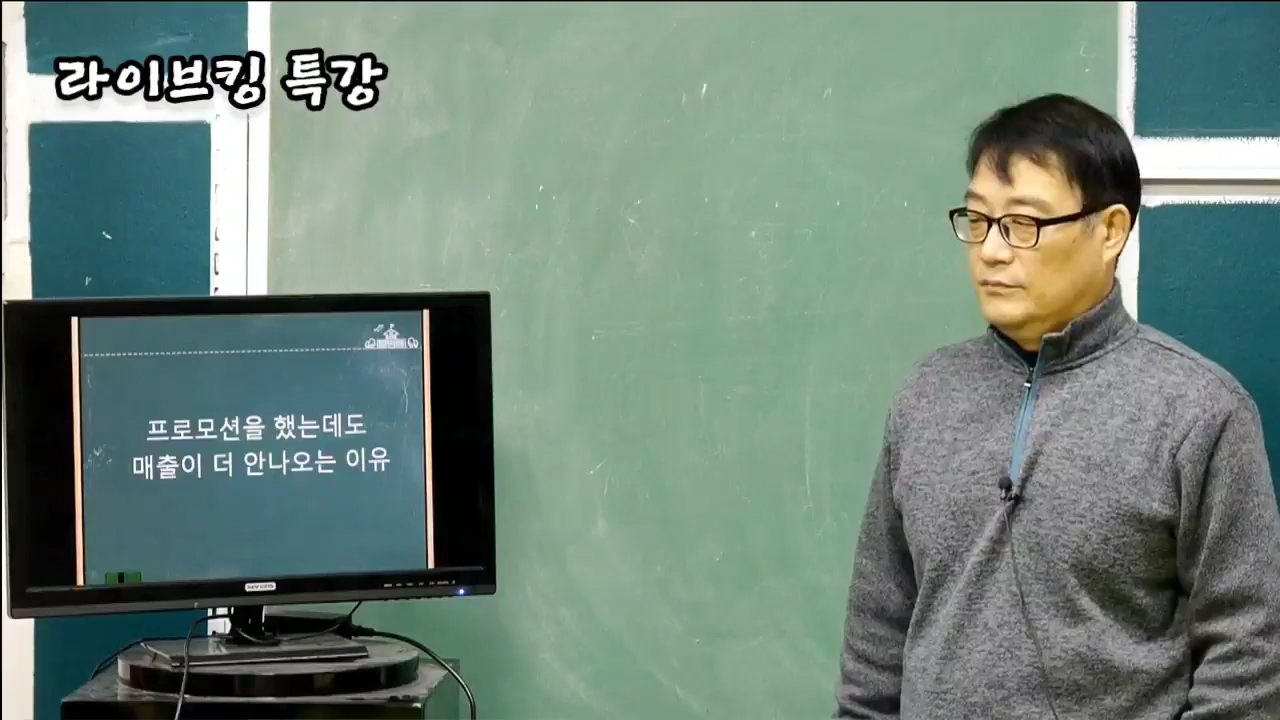 라이브킹 특강
프로모션을 했는데도
매출이 더 안나오는 이유